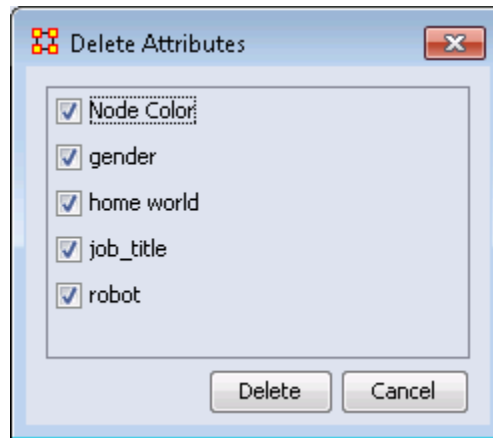 Delete Attributes
Node Color
gender
home world
job_title
robot
Delete Cancel